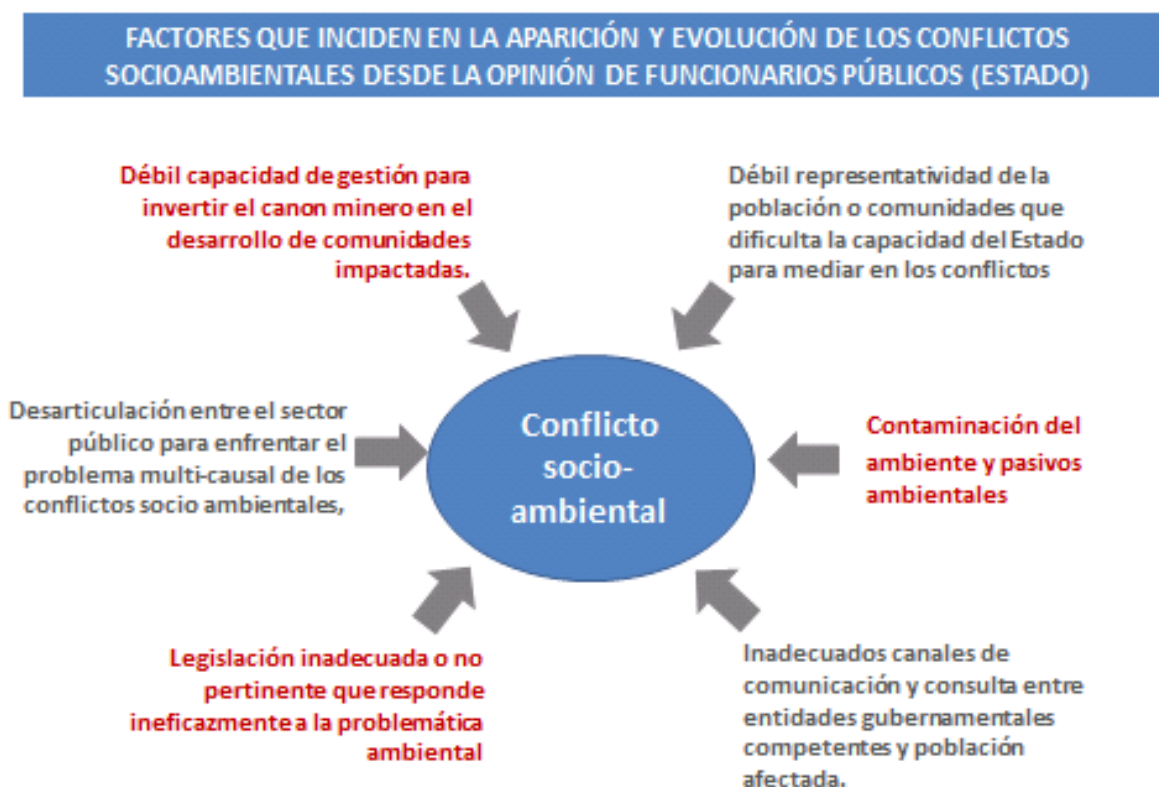 FACTORES QUE INCIDEN EN LA APARICIÓN Y EVOLUCIÓN DE LOS CONFLICTOS
SOCIOAMBIENTALES DESDE LA OPINIÓN DE FUNCIONARIOS PÚBLICOS (ESTADO)
Débil capacidad de gestión para
invertir el canon minero en el
desarrollo de comunidades
impactadas.
Débil representatividad de la
población o comunidades que
dificulta la capacidad del Estado
para mediar en los conflictos
Desarticulación entre el sector
público para enfrentar el
problema multi-causal de los
conflictos socio ambientales,
Conflicto
socio-
ambiental
Contaminación del
ambiente y pasivos
ambientales
Legislación inadecuada o no
pertinente que responde
ineficazmente a la problemática
ambiental
Inadecuados canales de
comunicación y consulta entre
entidades gubernamentales
competentes y población
afectada.